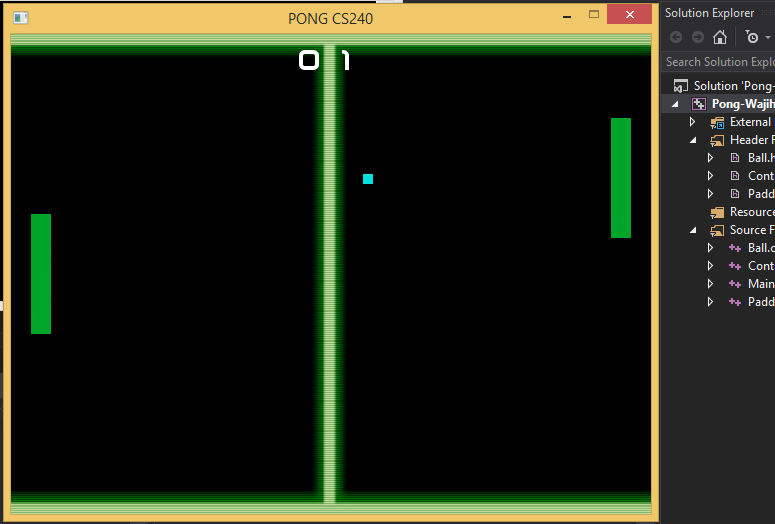 PONG CS240
0 1
Solution Explorer
Search Solution Explo
Solution 'Pong-
Pong-Wajih
External
Header F
Ball.h
Cont
Padd
Resource
Source F
Ball.c
Cont
Main
Padd